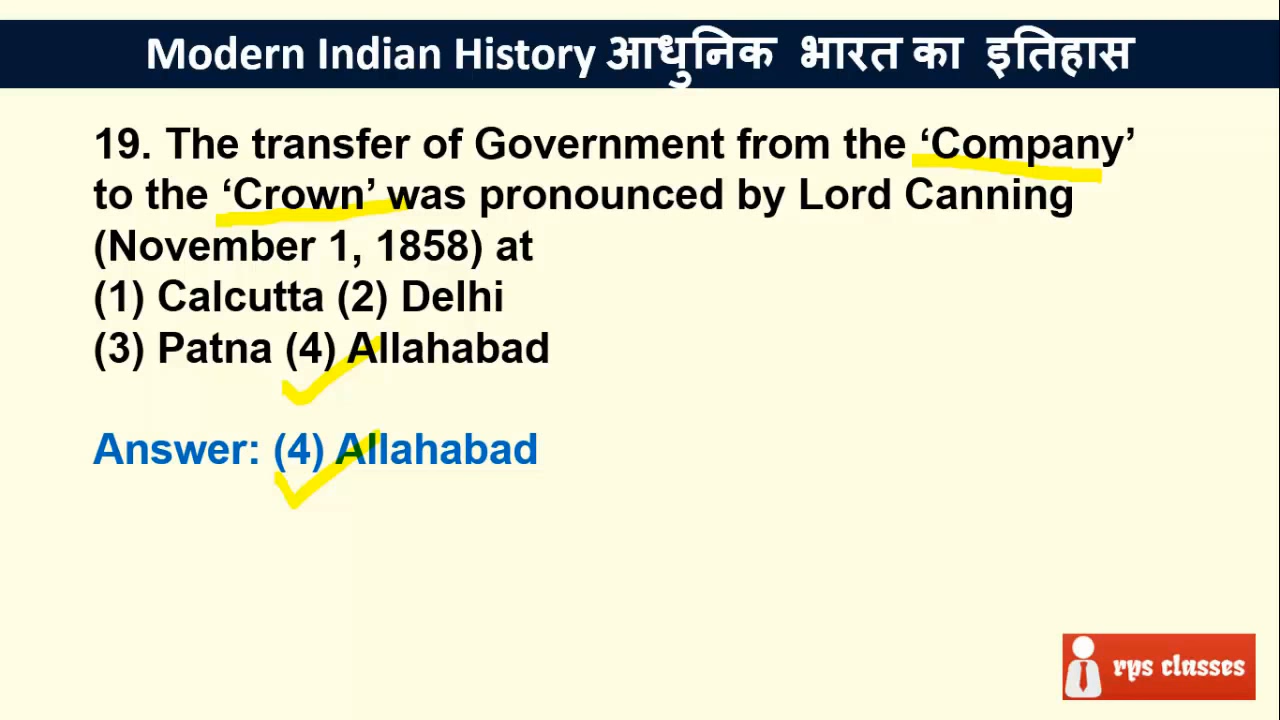 Modern Indian History आधुनिक भारत का इतिहास
19. The transfer of Government from the ‘Company’
to the ‘Crown’ was pronounced by Lord Canning
(November 1, 1858) at
(1) Calcutta (2) Delhi
(3) Patna (4) Allahabad
Answer: (4) Allahabad
rps classes